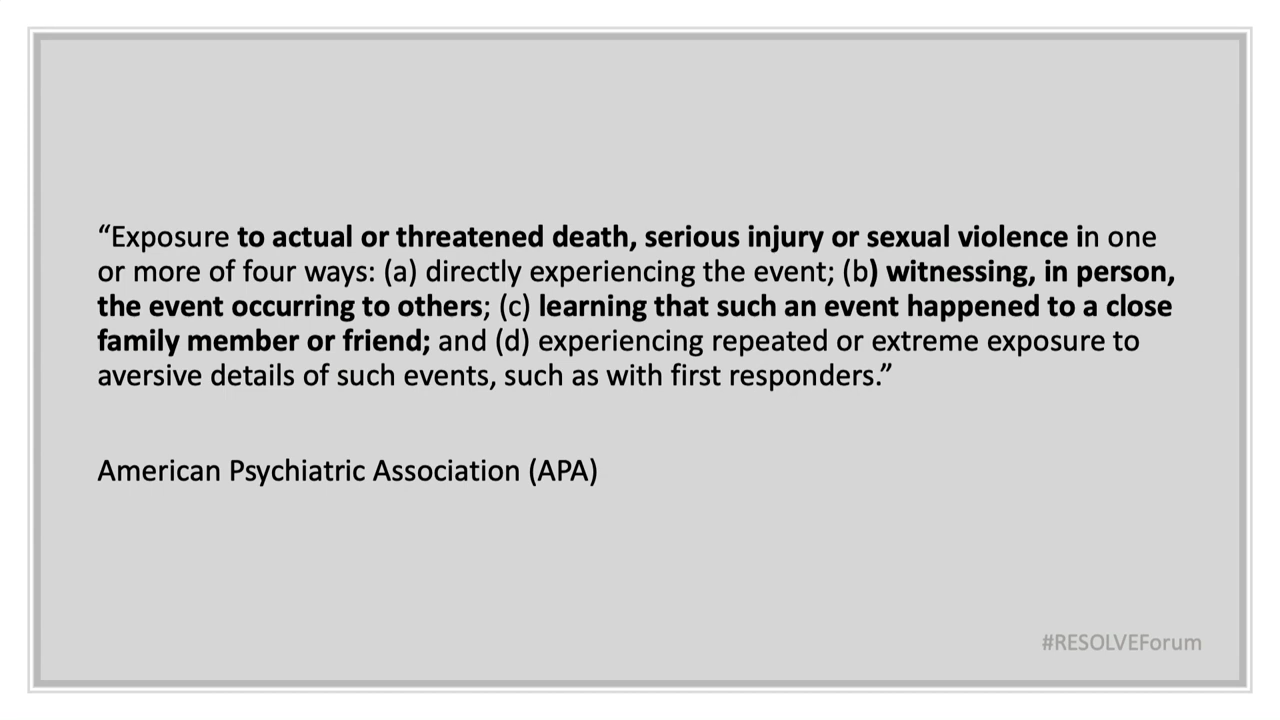 “Exposure to actual or threatened death, serious injury or sexual violence in one
or more of four ways: (a) directly experiencing the event; (b) witnessing, in person,
the event occurring to others; (c) learning that such an event happened to a close
family member or friend; and (d) experiencing repeated or extreme exposure to
aversive details of such events, such as with first responders.”
American Psychiatric Association (APA)
#RESOLVEForum